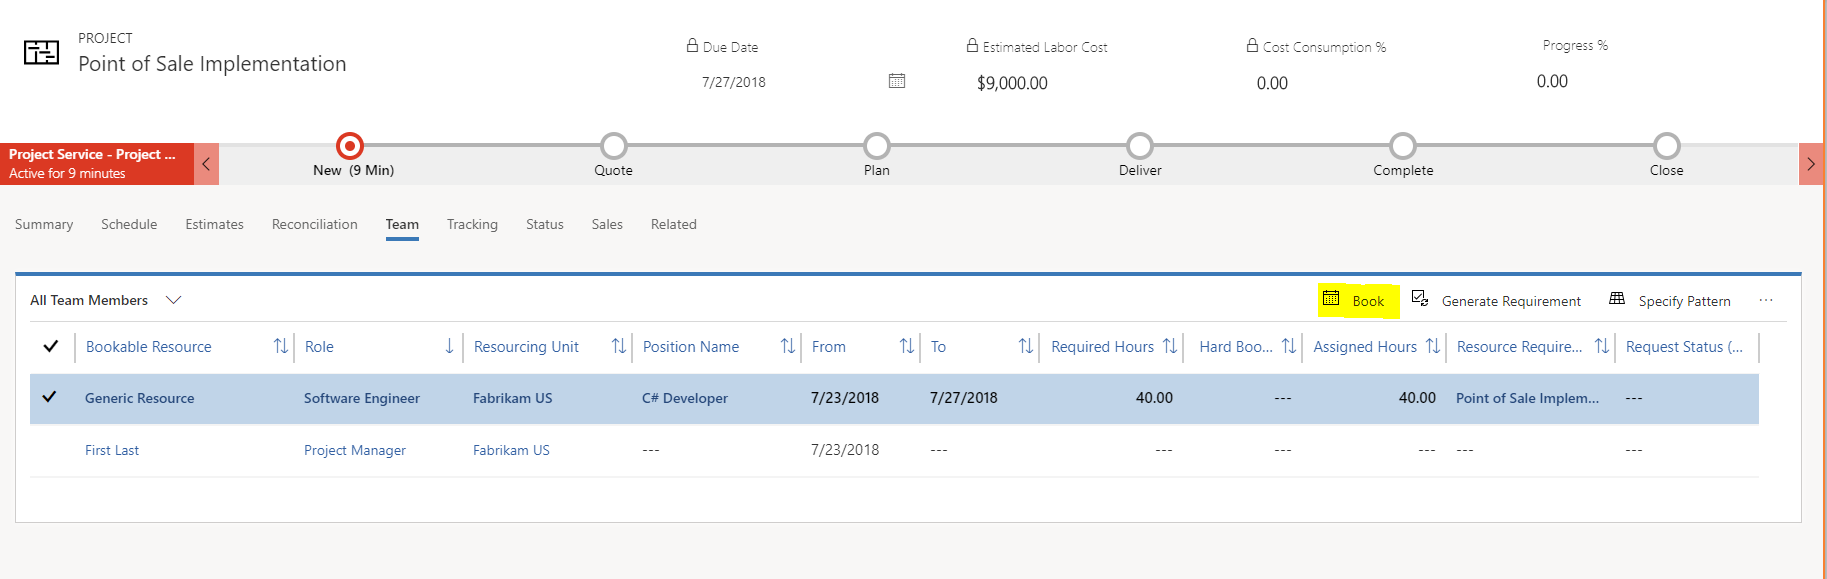 PROJECT
Point of Sale Implementation
Due Date
7/27/2018
Estimated Labor Cost
$9,000.00
Cost Consumption %
0.00
Progress %
0.00
Project Service - Project ...
Active for 9 minutes
New (9 Min)
Quote
Plan
Deliver
Complete
Close
Summary Schedule Estimates Reconciliation Team Tracking Status Sales Related
All Team Members
Book Generate Requirement Specify Pattern ...
Bookable Resource Role Resourcing Unit Position Name From To Required Hours Hard Boo... Assigned Hours Resource Require... Request Status (...
Generic Resource Software Engineer Fabrikam US C# Developer 7/23/2018 7/27/2018 40.00 --- 40.00 Point of Sale Implem... ---
First Last Project Manager Fabrikam US --- 7/23/2018 --- --- --- --- --- ---